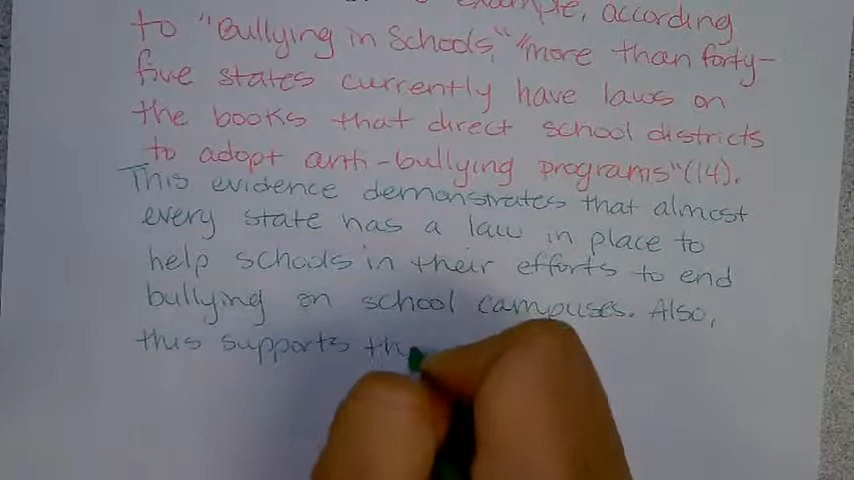 example, according
to "Bullying in Schools," "more than forty-
five states currently have laws on
the books that direct school districts
to adopt anti-bullying programs" (14).
This evidence demonstrates that almost
every state has a law in place to
help schools in their efforts to end
bullying on school campuses. Also,
this supports